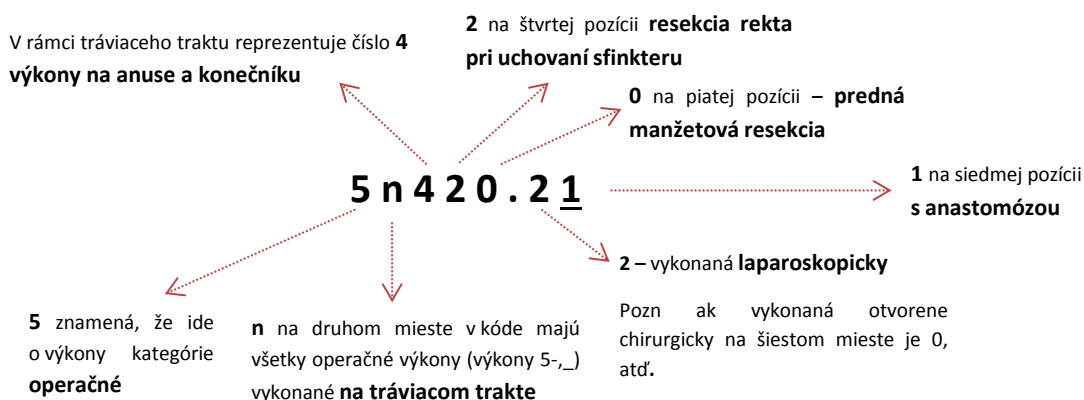 V rámci tráviaceho traktu reprezentuje číslo 4
výkony na anuse a konečníku
2 na štvrtej pozícii resekcia rekta
pri uchovaní sfinkteru
0 na piatej pozícii – predná
manžetová resekcia
5 n 4 2 0 . 2 1
1 na siedmej pozícii
s anastomózou
2 – vykonaná laparoskopicky
Pozn ak vykonaná otvorene
chirurgicky na šiestom mieste je 0,
atď.
5 znamená, že ide
o výkony kategórie
operačné
n na druhom mieste v kóde majú
všetky operačné výkony (výkony 5-,_)
vykonané na tráviacom trakte